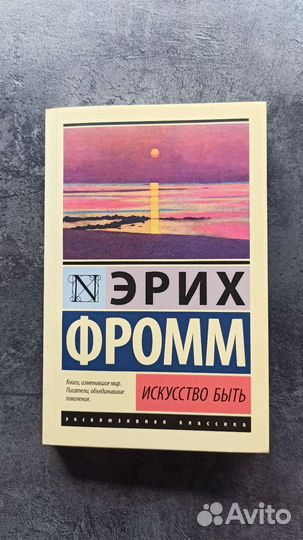 N ЭРИХ
ФРОММ
Книги, изменившие мир.
Писатели, объединившие
поколения.
ИСКУССТВО БЫТЬ
ЭКСКЛЮЗИВНАЯ КЛАССИКА
Avito